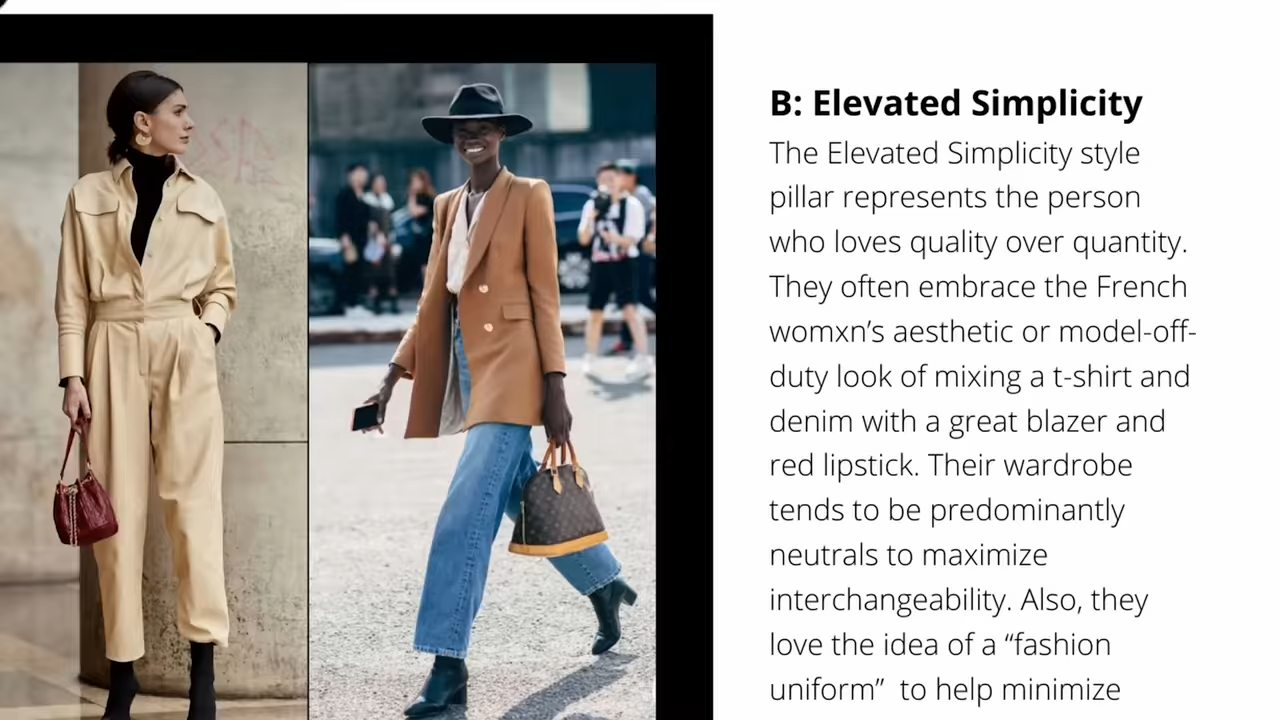 B: Elevated Simplicity
The Elevated Simplicity style
pillar represents the person
who loves quality over quantity.
They often embrace the French
womxn’s aesthetic or model-off-
duty look of mixing a t-shirt and
denim with a great blazer and
red lipstick. Their wardrobe
tends to be predominantly
neutrals to maximize
interchangeability. Also, they
love the idea of a “fashion
uniform”  to help minimize